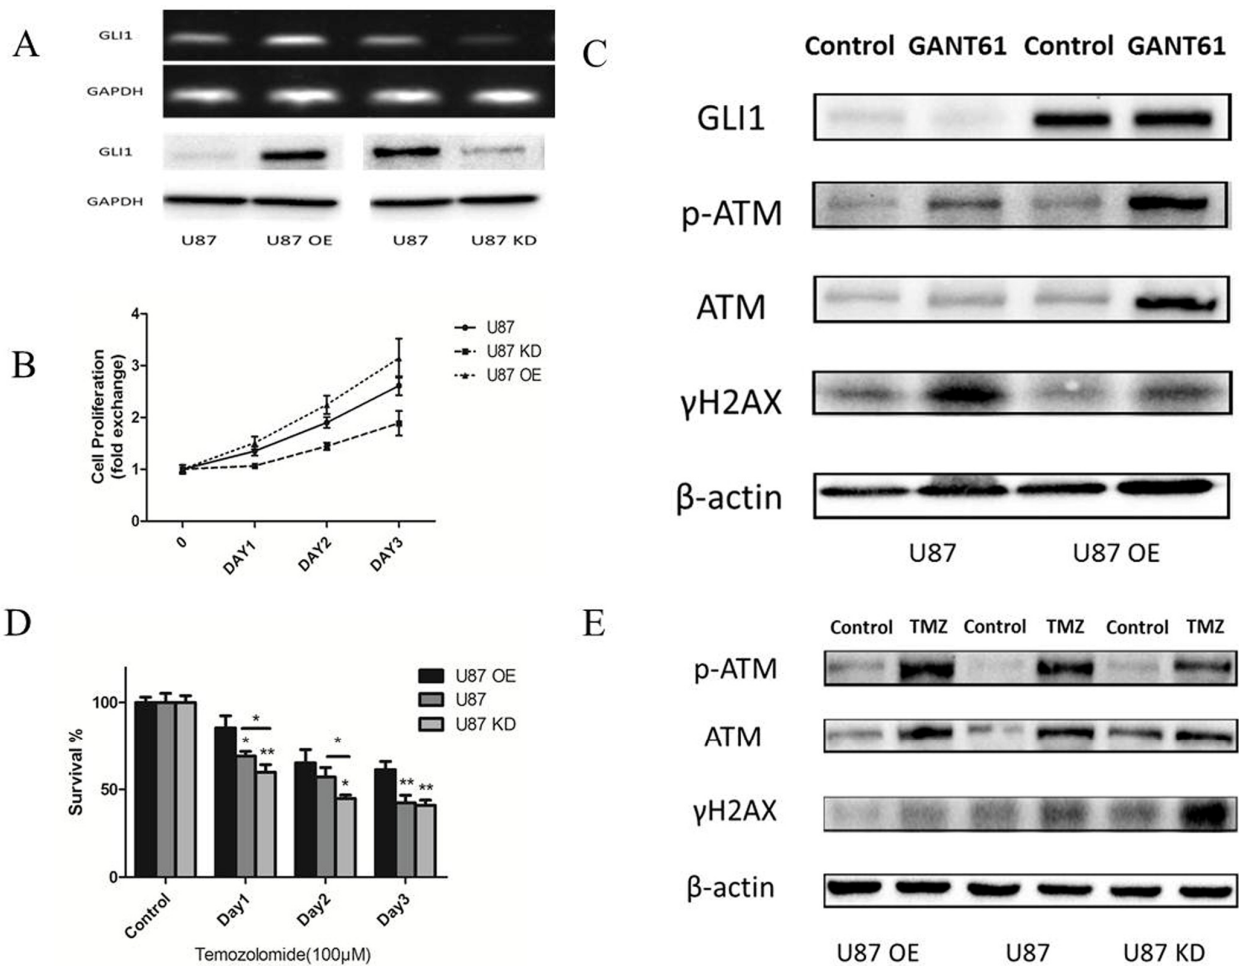 A
GLI1
GAPDH
GLI1
GAPDH
U87 U87 OE U87 U87 KD
B
Cell Proliferation
(fold exchange)
4
3
2
1
0
0 DAY1 DAY2 DAY3
U87
U87 KD
U87 OE
C
Control GANT61 Control GANT61
GLI1
p-ATM
ATM
γH2AX
β-actin
U87 U87 OE
D
Survival %
100
50
0
* * **
* *
** **
U87 OE
U87
U87 KD
Control Day1 Day2 Day3
Temozolomide(100μM)
E
Control TMZ Control TMZ Control TMZ
p-ATM
ATM
γH2AX
β-actin
U87 OE U87 U87 KD